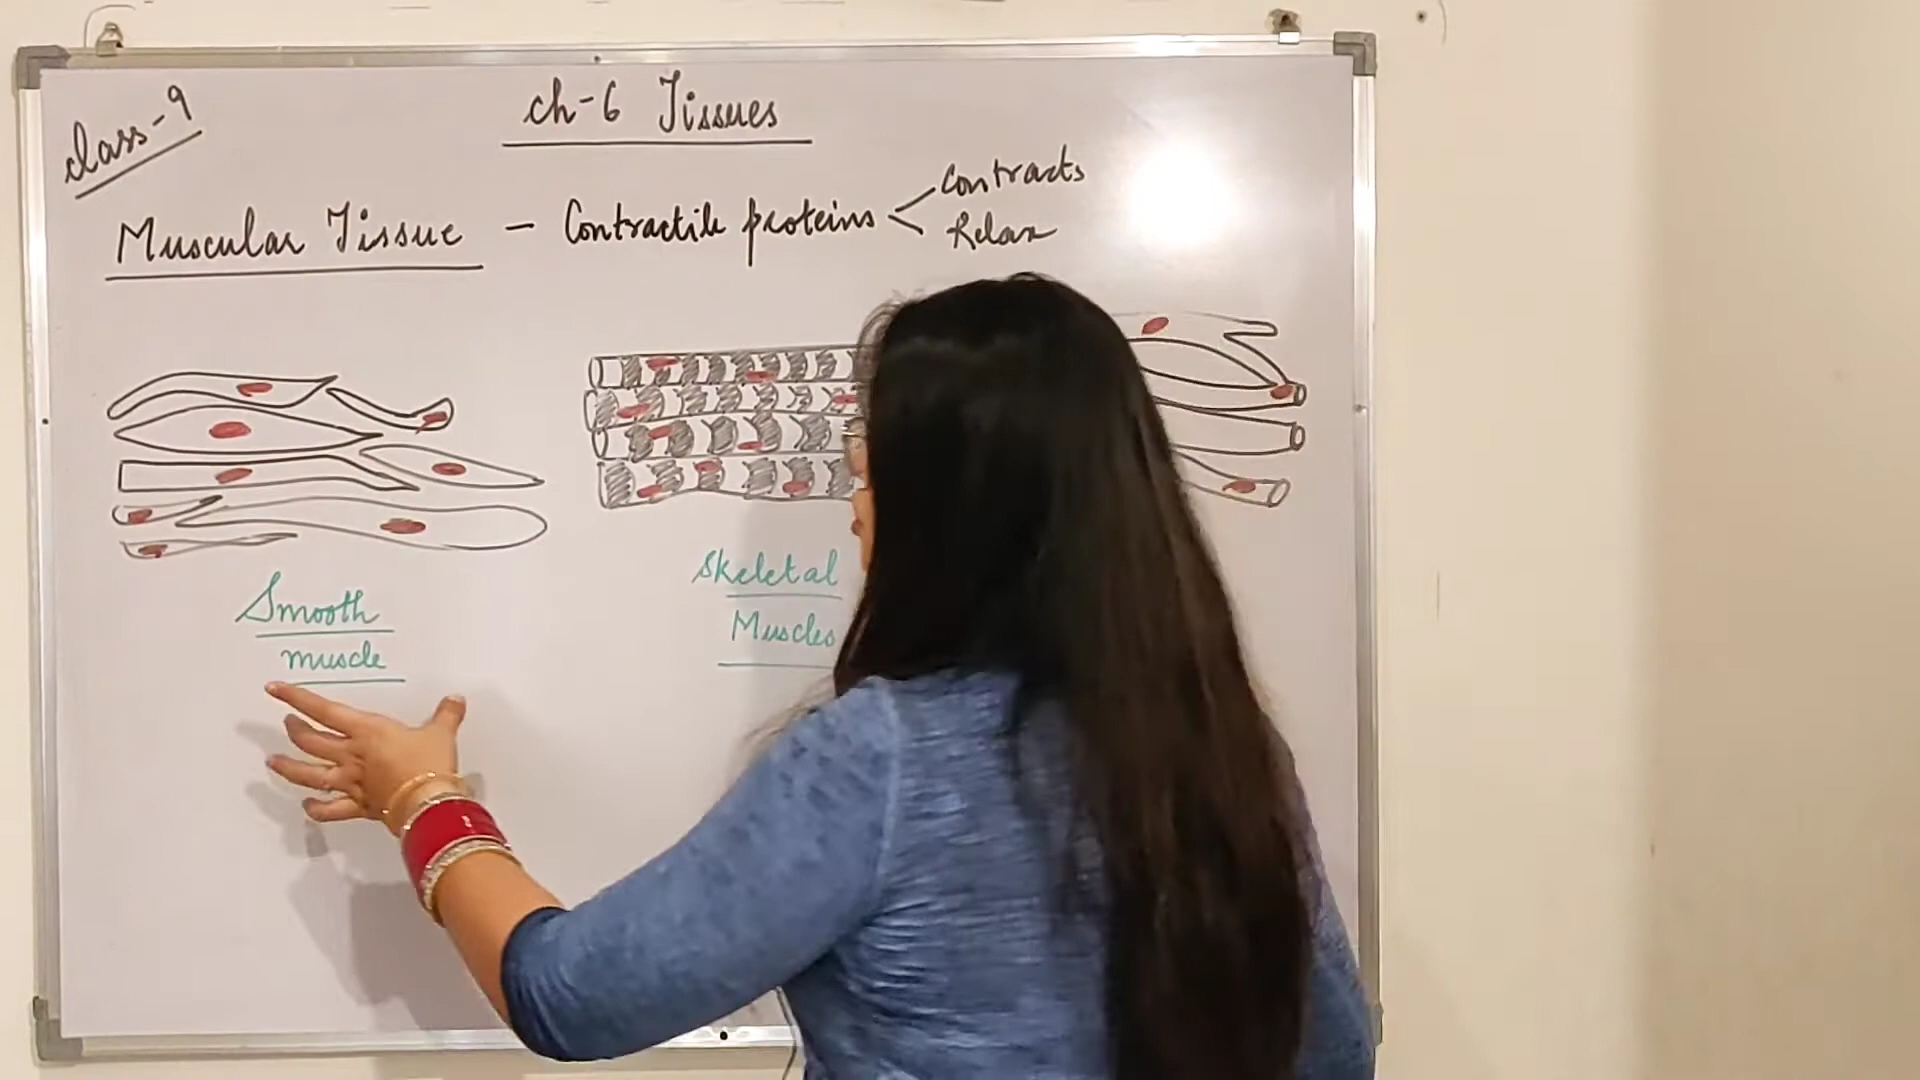 Class-9
ch-6 Tissues
Muscular Tissue - Contractile proteins < Contracts
Relax
Smooth
muscle
Skeletal
Muscles